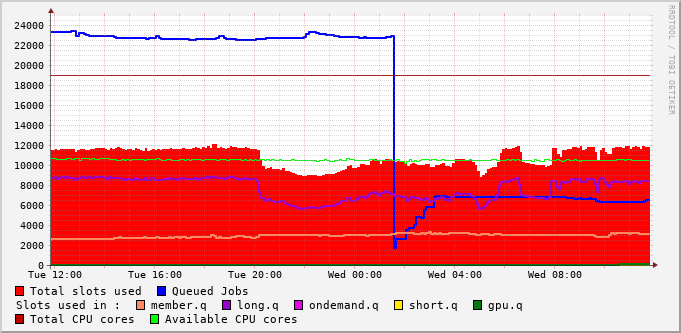 RRDTOOL / TOBI OETIKER
24000
22000
20000
18000
16000
14000
12000
10000
8000
6000
4000
2000
0
Tue 12:00 Tue 16:00 Tue 20:00 Wed 00:00 Wed 04:00 Wed 08:00
Total slots used Queued Jobs
Slots used in : member.q long.q ondemand.q short.q gpu.q
Total CPU cores Available CPU cores